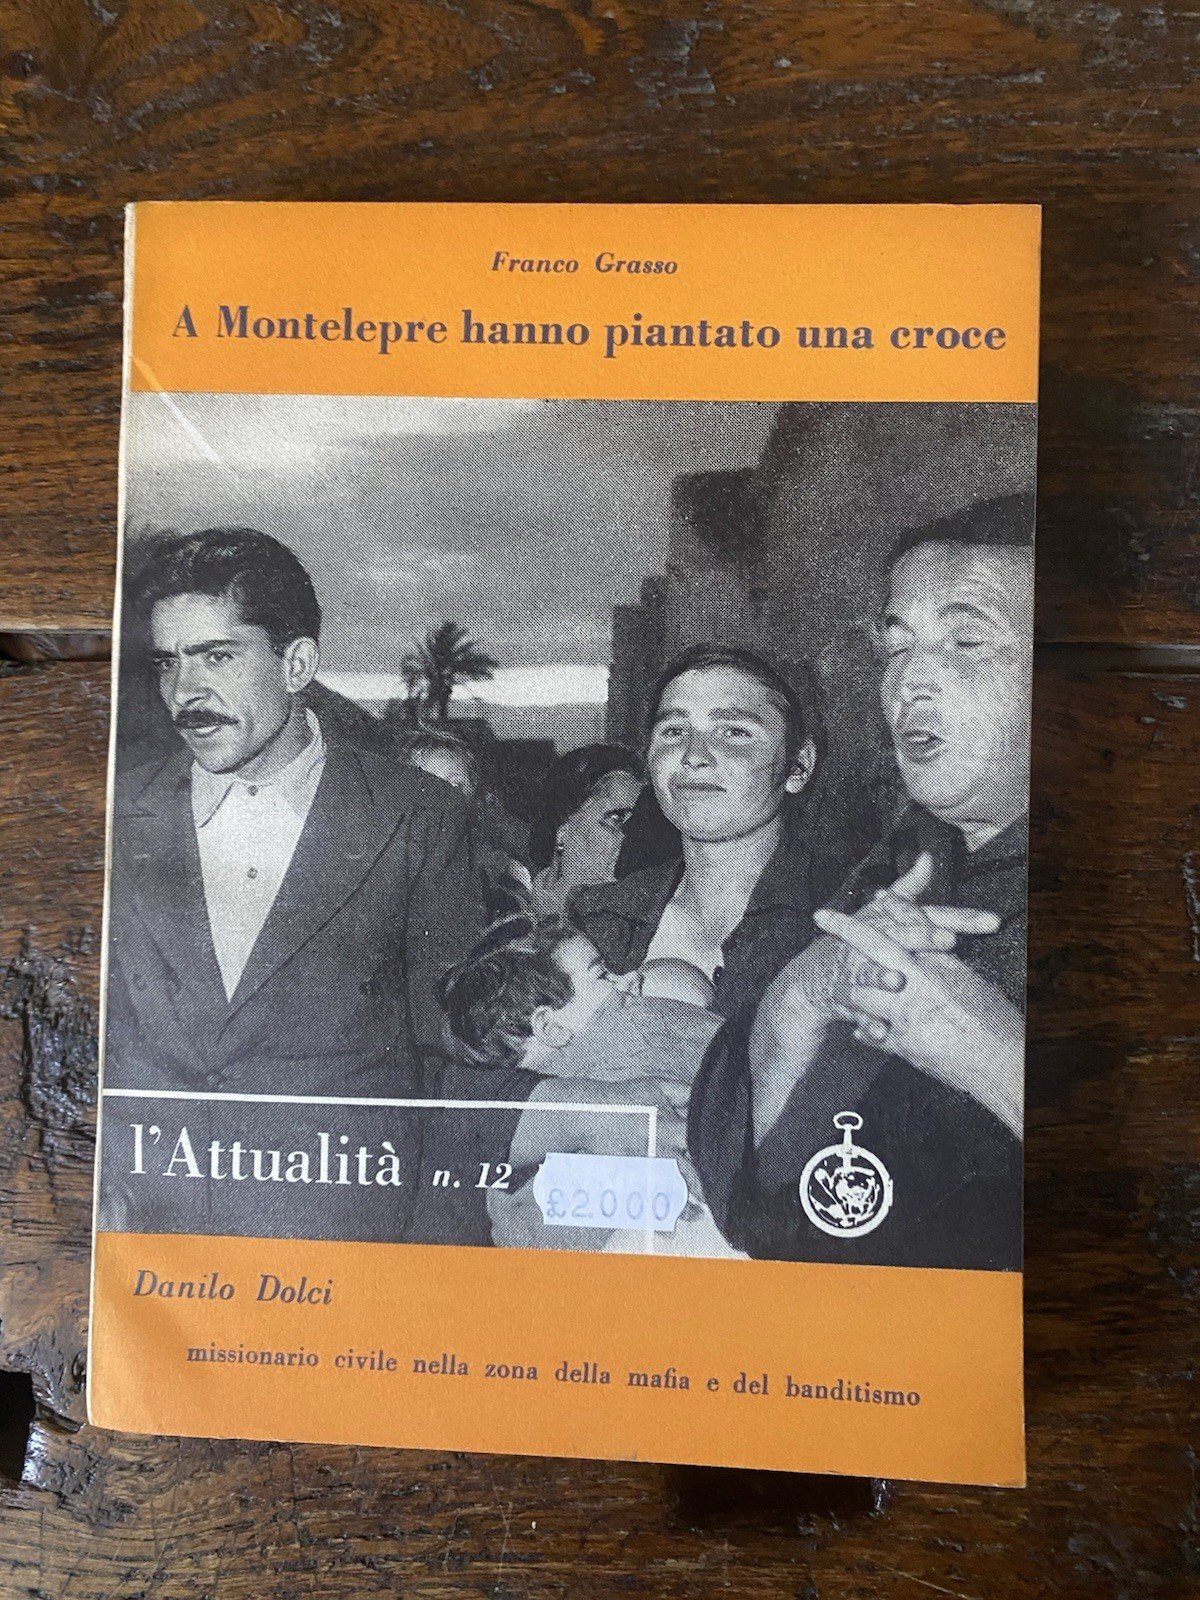 Franco Grasso
A Montelepre hanno piantato una croce
l'Attualità n. 12
£2.000
Danilo Dolci
missionario civile nella zona della mafia e del banditismo